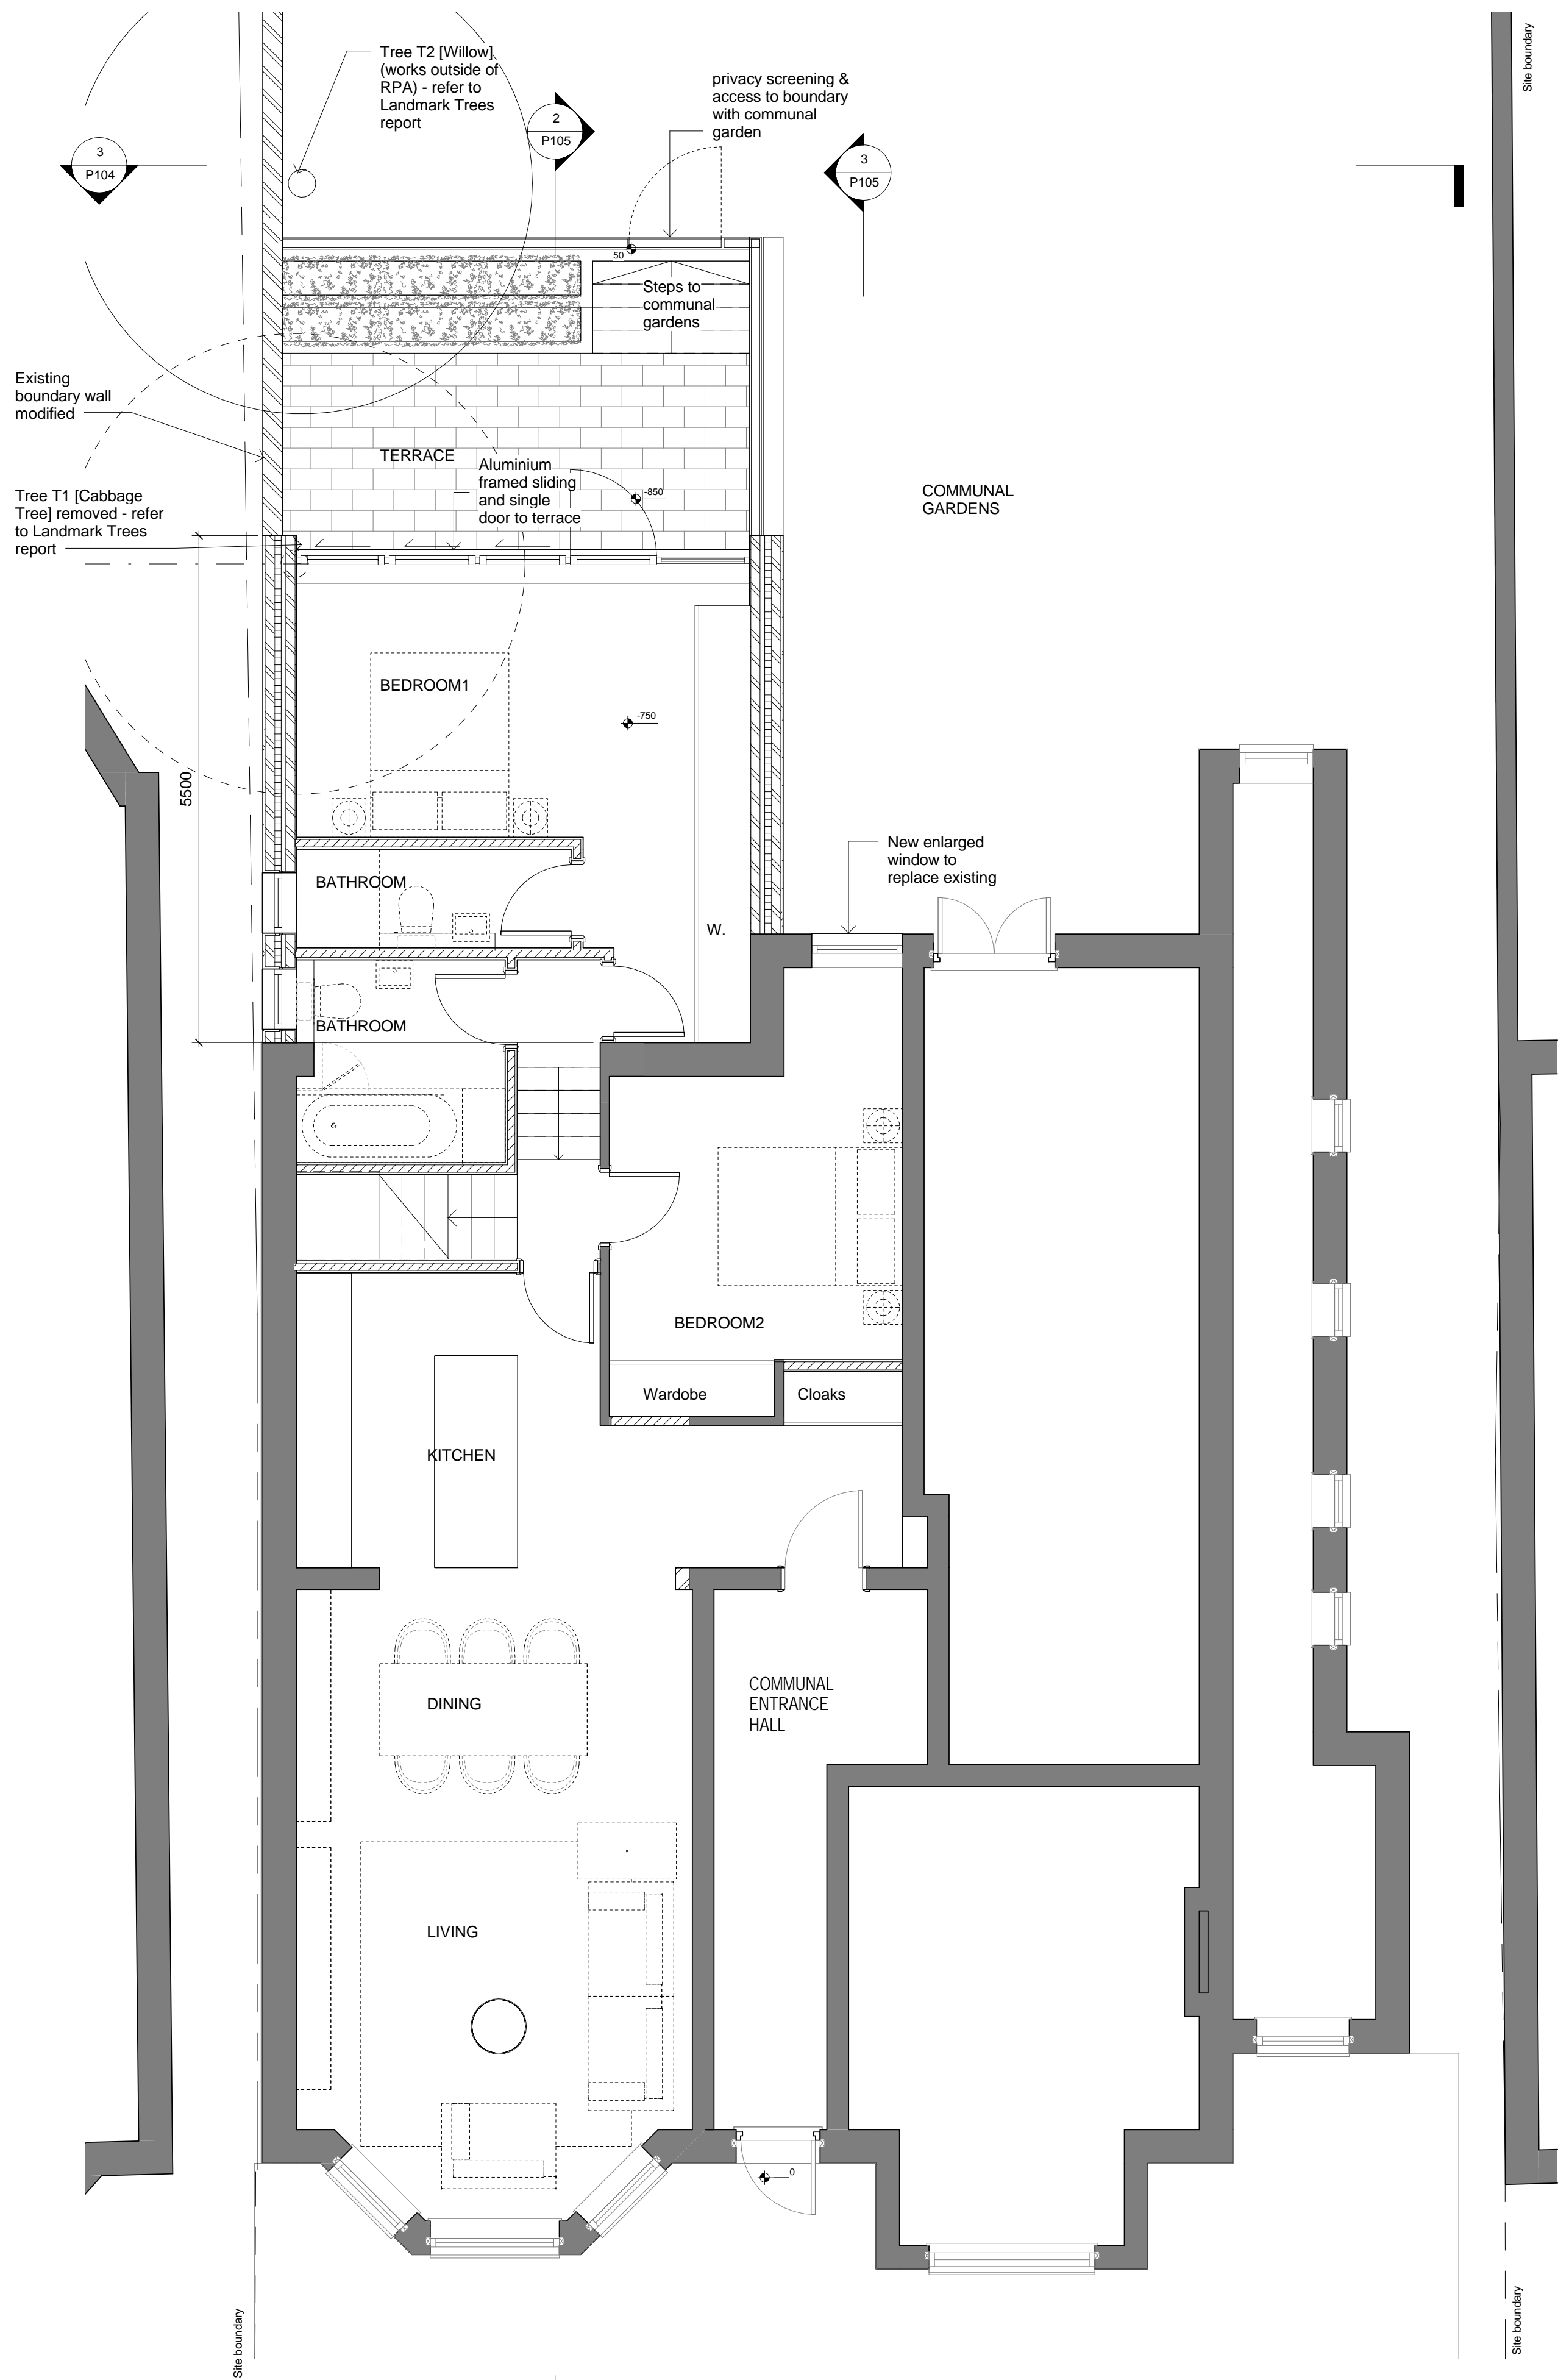 Site boundary
Tree T2 [Willow]
(works outside of
RPA) - refer to
Landmark Trees
report
privacy screening &
access to boundary
with communal
garden
2
P105
3
P104
3
P105
50
Steps to
communal
gardens
Existing
boundary wall
modified
TERRACE
Aluminium
framed sliding
and single
door to terrace
-850
COMMUNAL
GARDENS
Tree T1 [Cabbage
Tree] removed - refer
to Landmark Trees
report
BEDROOM1
-750
5500
New enlarged
window to
replace existing
BATHROOM
W.
BATHROOM
BEDROOM2
Wardobe
Cloaks
KITCHEN
COMMUNAL
ENTRANCE
HALL
DINING
LIVING
0
Site boundary
Site boundary